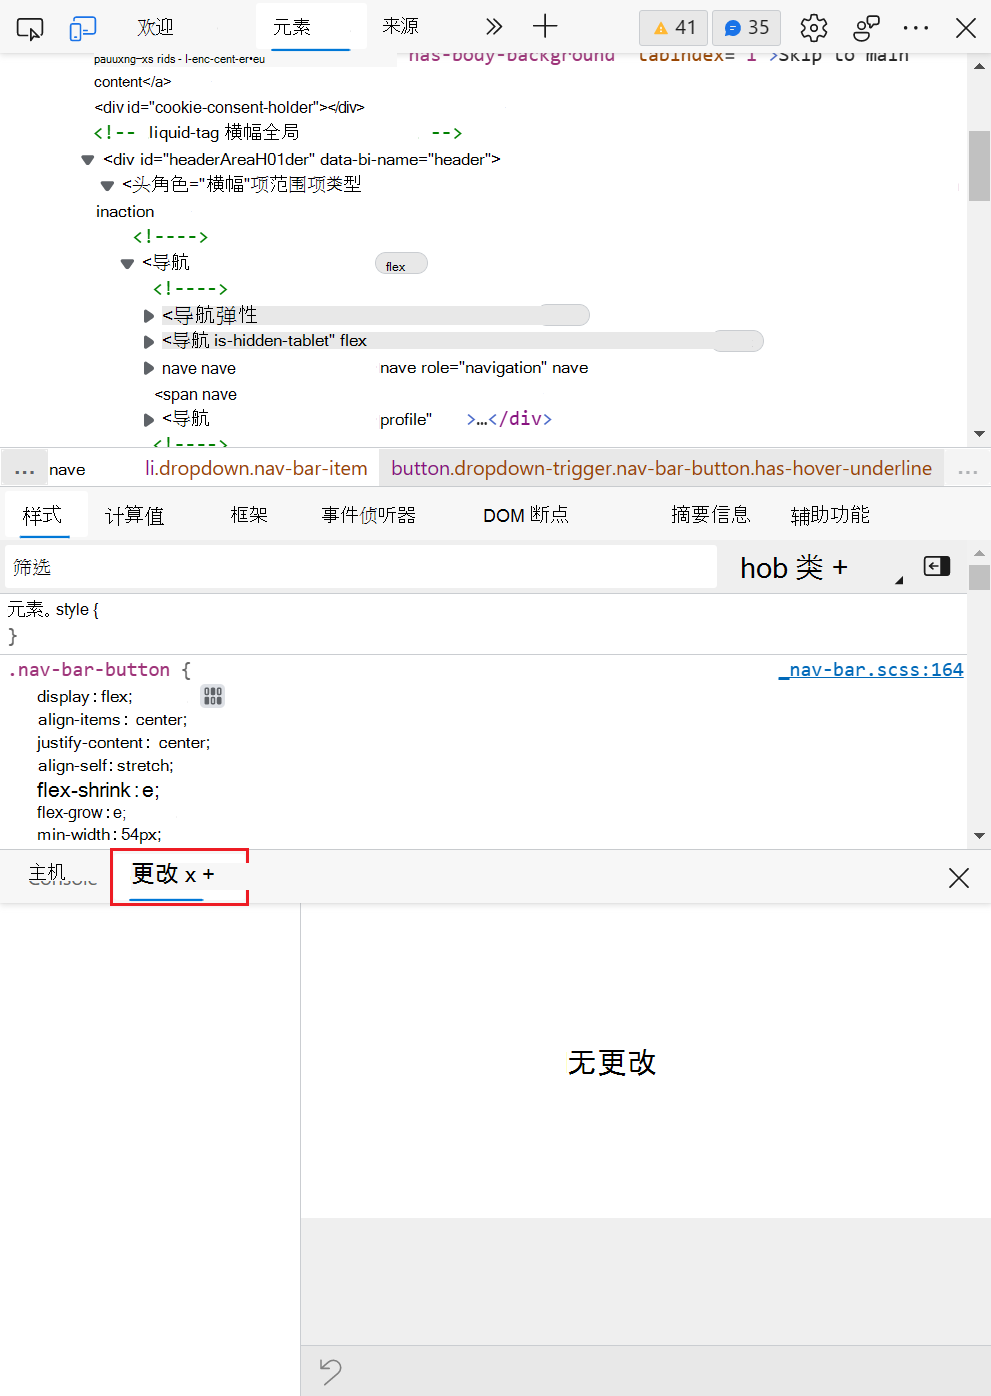 欢迎 元素 来源 41 35
has-body-background tabindex="1">Skip to main
content</a>
<div id="cookie-consent-holder"></div>
<!-- liquid-tag 横幅全局 -->
<div id="headerAreaH01der" data-bi-name="header">
<头角色="横幅"项范围项类型
inaction
<!---->
<导航 flex
<!---->
<导航弹性
<导航 is-hidden-tablet" flex
nave nave nave role="navigation" nave
<span nave
<导航 profile" >…</div>
<!---->
... nave li.dropdown.nav-bar-item button.dropdown-trigger.nav-bar-button.has-hover-underline ...
样式 计算值 框架 事件侦听器 DOM 断点 摘要信息 辅助功能
筛选 hob 类 +
元素。style {
}
.nav-bar-button { _nav-bar.scss:164
display : flex;
align-items : center;
justify-content : center;
align-self : stretch;
flex-shrink : e;
flex-grow : e;
min-width : 54px;
主机 Console 更改 x +
无更改